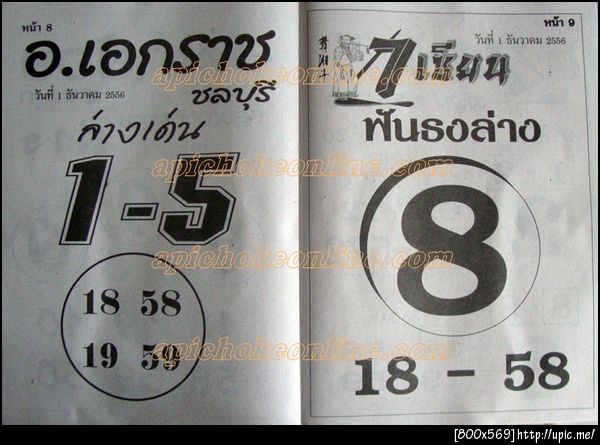 หน้า 8
อ.เอกราช
ชลบุรี
วันที่ 1 ธันวาคม 2556
ล่างเด่น
1-5
18 58
19 59
หน้า 9
วันที่ 1 ธันวาคม 2556
เซียน
ฟันธงล่าง
8
18 - 58
apichokeonline.com
apichokeonline.com
apichokeonline.com
apichokeonline.com
[800x569]http://upic.me/